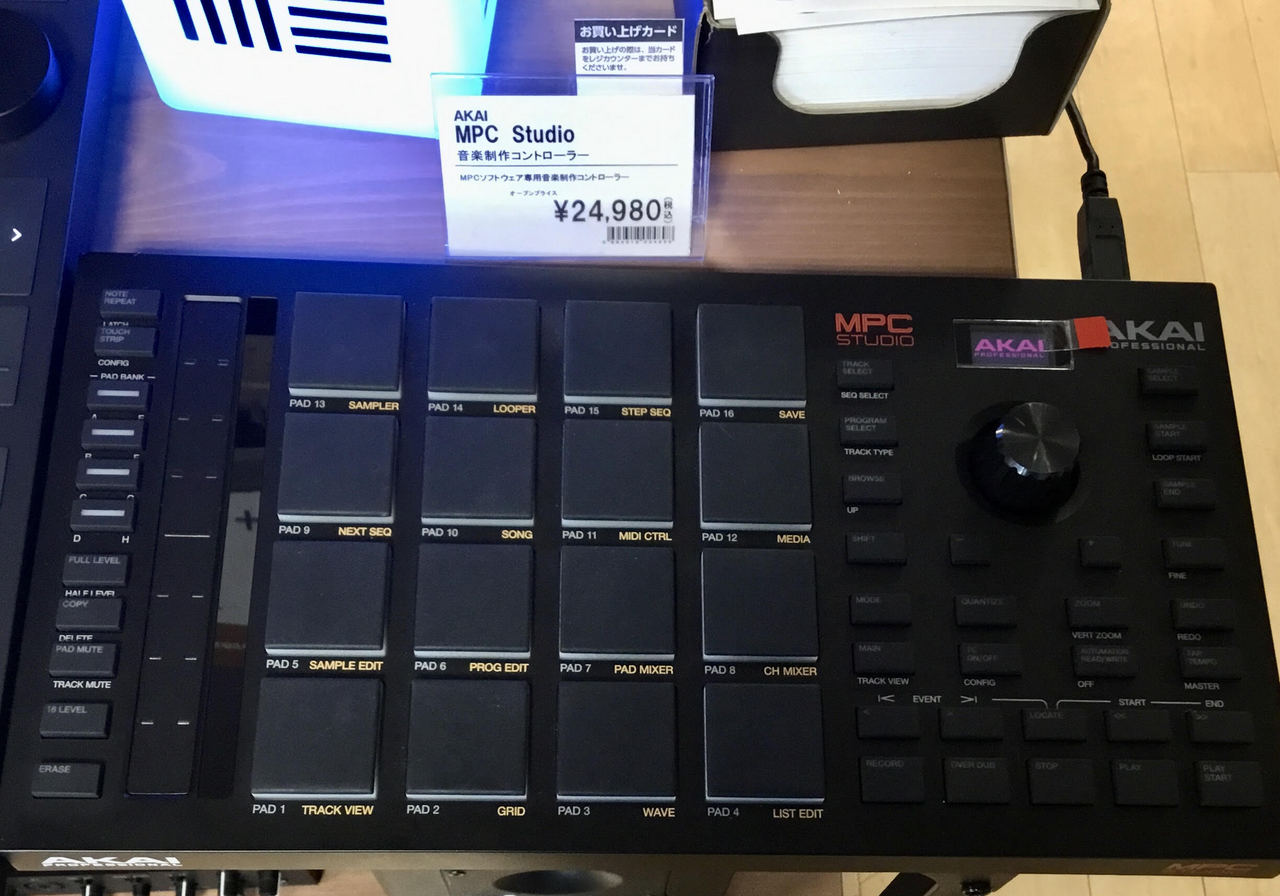 お買い上げカード
お買い上げの際は、当カード
をレジカウンターまでお持ち
くださいませ。
AKAI
MPC Studio
音楽制作コントローラー
MPCソフトウェア専用音楽制作コントローラー
オープンプライス
¥24,980(税込)
NOTE
REPEAT
LATCH
TOUCH
STRIP
CONFIG
PAD BANK
D H
FULL LEVEL
HALF LEVEL
COPY
DELETE
PAD MUTE
TRACK MUTE
16 LEVEL
ERASE
PAD 13 SAMPLER
PAD 14 LOOPER
PAD 15 STEP SEQ
PAD 16 SAVE
PAD 9 NEXT SEQ
PAD 10 SONG
PAD 11 MIDI CTRL
PAD 12 MEDIA
PAD 5 SAMPLE EDIT
PAD 6 PROG EDIT
PAD 7 PAD MIXER
PAD 8 CH MIXER
PAD 1 TRACK VIEW
PAD 2 GRID
PAD 3 WAVE
PAD 4 LIST EDIT
MPC
STUDIO
AKAI
PROFESSIONAL
AKAI
OFESSIONAL
TRACK
SELECT
SEQ SELECT
SAMPLE
SELECT
PROGRAM
SELECT
TRACK TYPE
SAMPLE
START
LOOP START
BROWSE
UP
SAMPLE
END
SHIFT
-
+
TUNE
FINE
MODE
QUANTIZE
ZOOM
VERT ZOOM
UNDO
REDO
MAIN
TRACK VIEW
TC
ON/OFF
CONFIG
AUTOMATION
READ/WRITE
OFF
TAP
TEMPO
MASTER
EVENT
START
END
<
>
LOCATE
<<
>>
RECORD
OVER DUB
STOP
PLAY
PLAY
START
AKAI
PROFESSIONAL
MPC